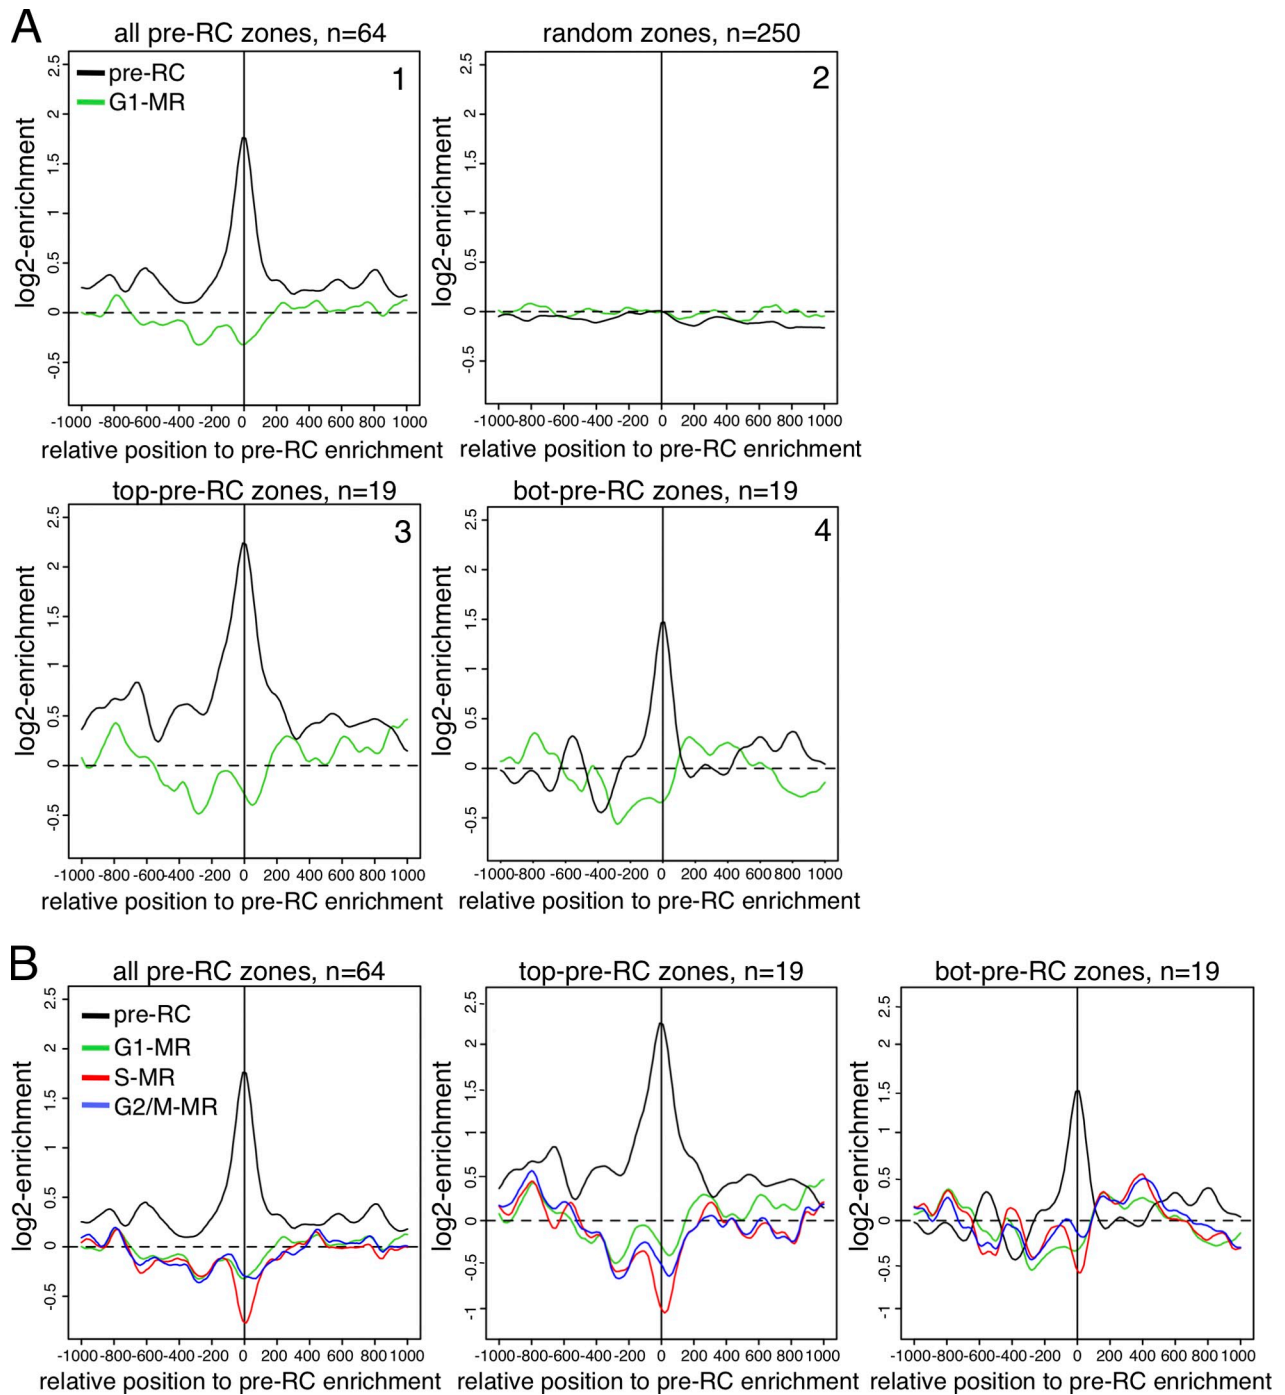 A
all pre-RC zones, n=64
random zones, n=250
pre-RC
G1-MR
1
2
log2-enrichment
2.5
2
1.5
1
0.5
0
-0.5
log2-enrichment
2.5
2
1.5
1
0.5
0
-0.5
-1000 -800 -600 -400 -200 0 200 400 600 800 1000
-1000 -800 -600 -400 -200 0 200 400 600 800 1000
relative position to pre-RC enrichment
relative position to pre-RC enrichment
top-pre-RC zones, n=19
bot-pre-RC zones, n=19
3
4
log2-enrichment
2.5
2
1.5
1
0.5
0
-0.5
log2-enrichment
2.5
2
1.5
1
0.5
0
-0.5
-1000 -800 -600 -400 -200 0 200 400 600 800 1000
-1000 -800 -600 -400 -200 0 200 400 600 800 1000
relative position to pre-RC enrichment
relative position to pre-RC enrichment
B
all pre-RC zones, n=64
top-pre-RC zones, n=19
bot-pre-RC zones, n=19
pre-RC
G1-MR
S-MR
G2/M-MR
log2-enrichment
2.5
2
1.5
1
0.5
0
-0.5
log2-enrichment
2.5
2
1.5
1
0.5
0
-0.5
-1
log2-enrichment
2.5
2
1.5
1
0.5
0
-0.5
-1
-1000 -800 -600 -400 -200 0 200 400 600 800 1000
-1000 -800 -600 -400 -200 0 200 400 600 800 1000
-1000 -800 -600 -400 -200 0 200 400 600 800 1000
relative position to pre-RC enrichment
relative position to pre-RC enrichment
relative position to pre-RC enrichment